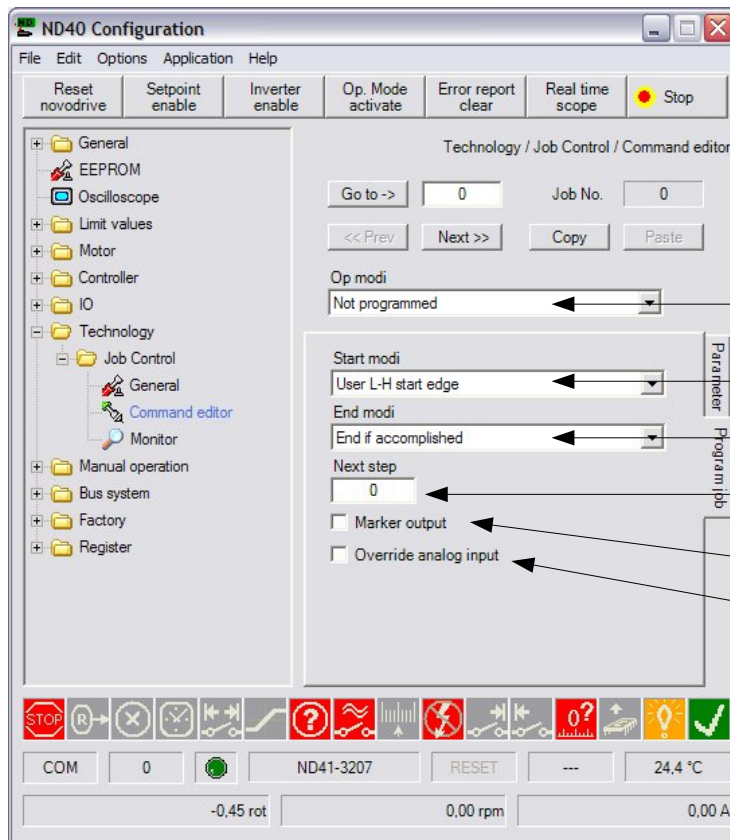 ND40 Configuration
File Edit Options Application Help
Reset novodrive
Setpoint enable
Inverter enable
Op. Mode activate
Error report clear
Real time scope
Stop
General
EEPROM
Oscilloscope
Limit values
Motor
Controller
IO
Technology
Job Control
General
Command editor
Monitor
Manual operation
Bus system
Factory
Register
Technology / Job Control / Command editor
Go to -> 0 Job No. 0
<< Prev Next >> Copy Paste
Op modi
Not programmed
Start modi
User L-H start edge
End modi
End if accomplished
Next step
0
Marker output
Override analog input
Parameter
Program job
STOP R ? 0?
COM 0 ND41-3207 RESET --- 24,4 °C
-0,45 rot 0,00 rpm 0,00 A